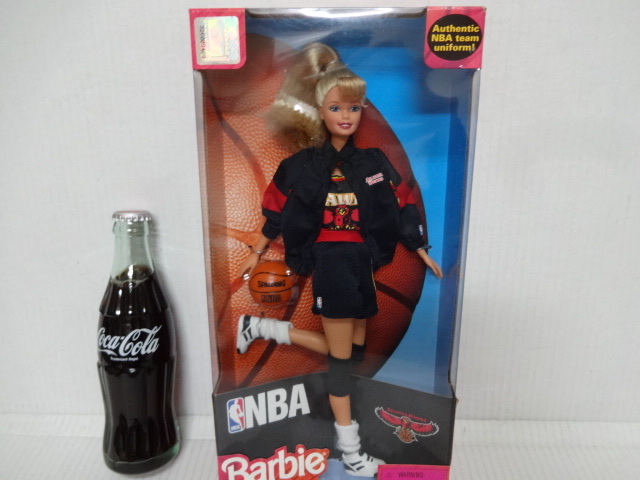 Authentic
NBA team
uniform!
SPALDING
Coca-Cola
NBA
Barbie
WARNING